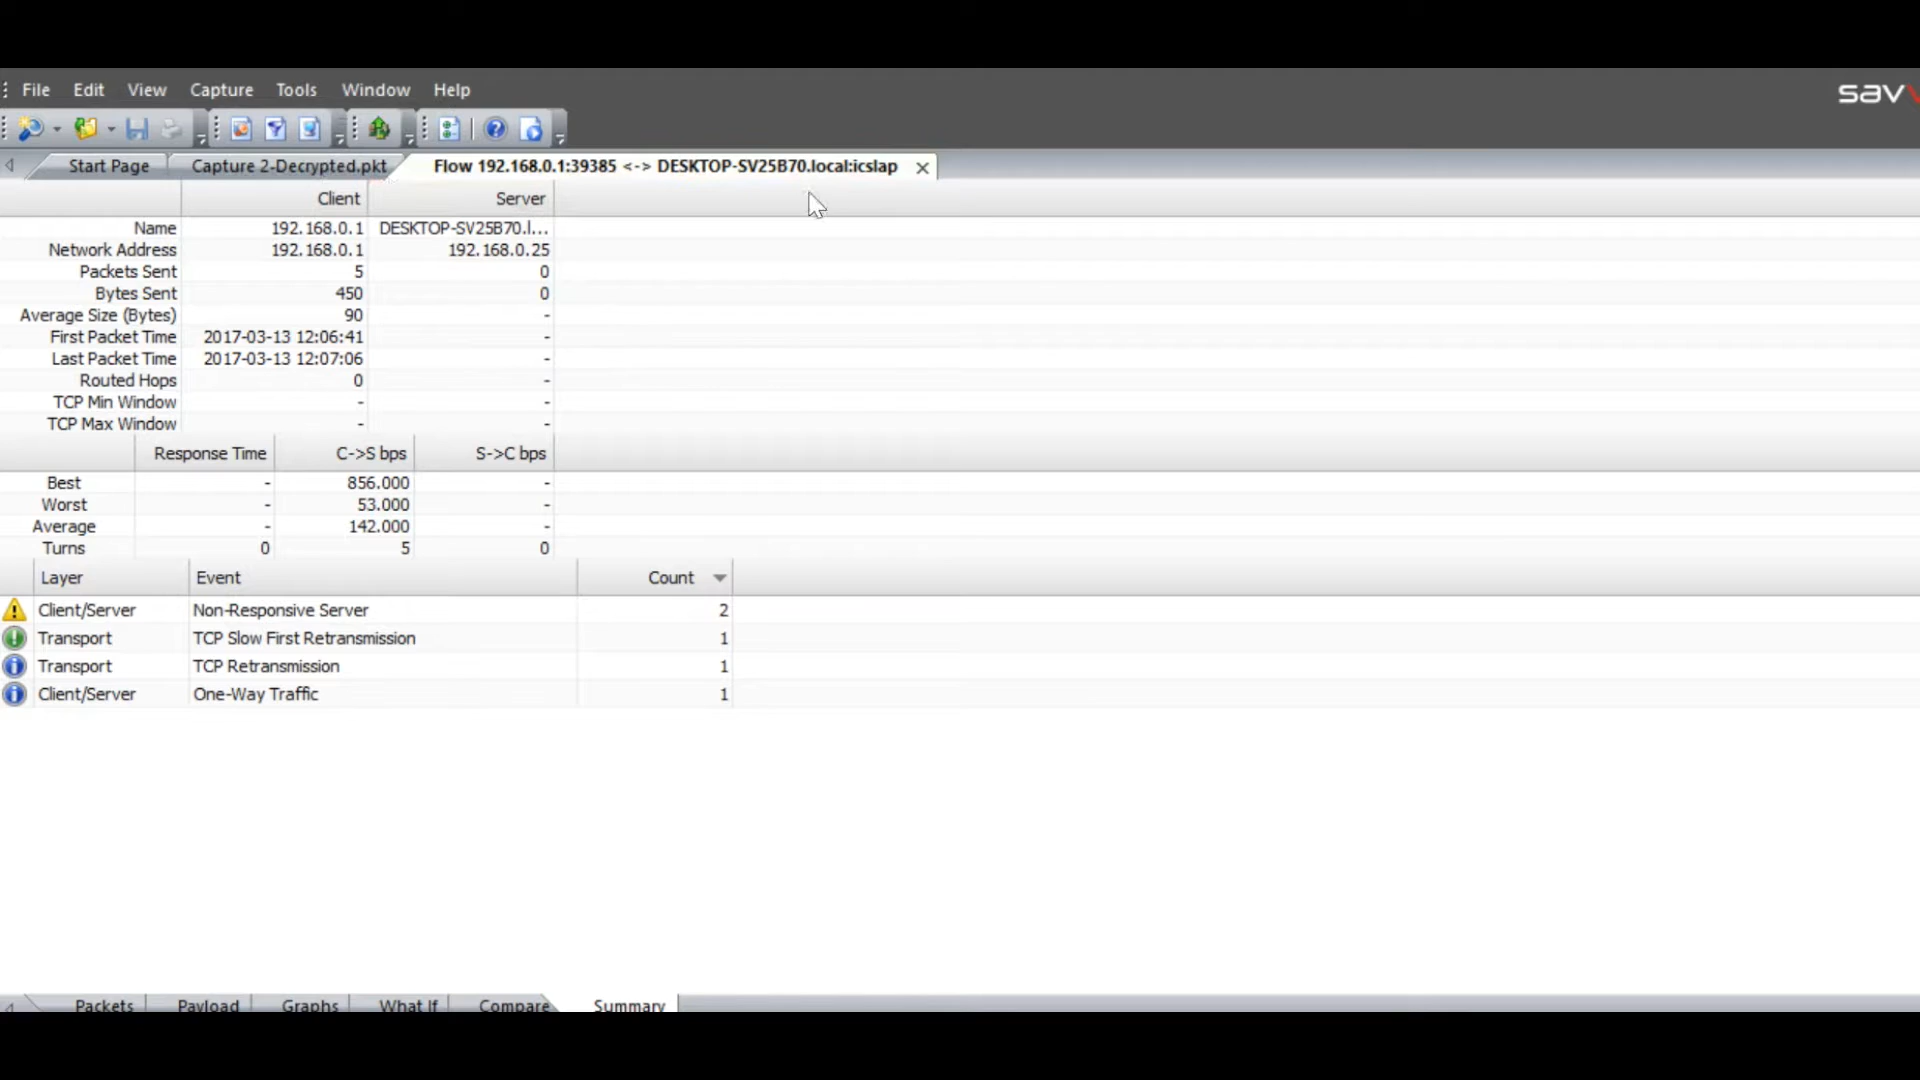 File Edit View Capture Tools Window Help
Start Page Capture 2-Decrypted.pkt Flow 192.168.0.1:39385 <-> DESKTOP-SV25B70.local:icslap
Client Server
Name 192.168.0.1 DESKTOP-SV25B70.l...
Network Address 192.168.0.1 192.168.0.25
Packets Sent 5 0
Bytes Sent 450 0
Average Size (Bytes) 90 -
First Packet Time 2017-03-13 12:06:41 -
Last Packet Time 2017-03-13 12:07:06 -
Routed Hops 0 -
TCP Min Window - -
TCP Max Window - -
Response Time C->S bps S->C bps
Best - 856.000 -
Worst - 53.000 -
Average - 142.000 -
Turns 0 5 0
Layer Event Count
Client/Server Non-Responsive Server 2
Transport TCP Slow First Retransmission 1
Transport TCP Retransmission 1
Client/Server One-Way Traffic 1
Packets Payload Graphs What If Compare Summary